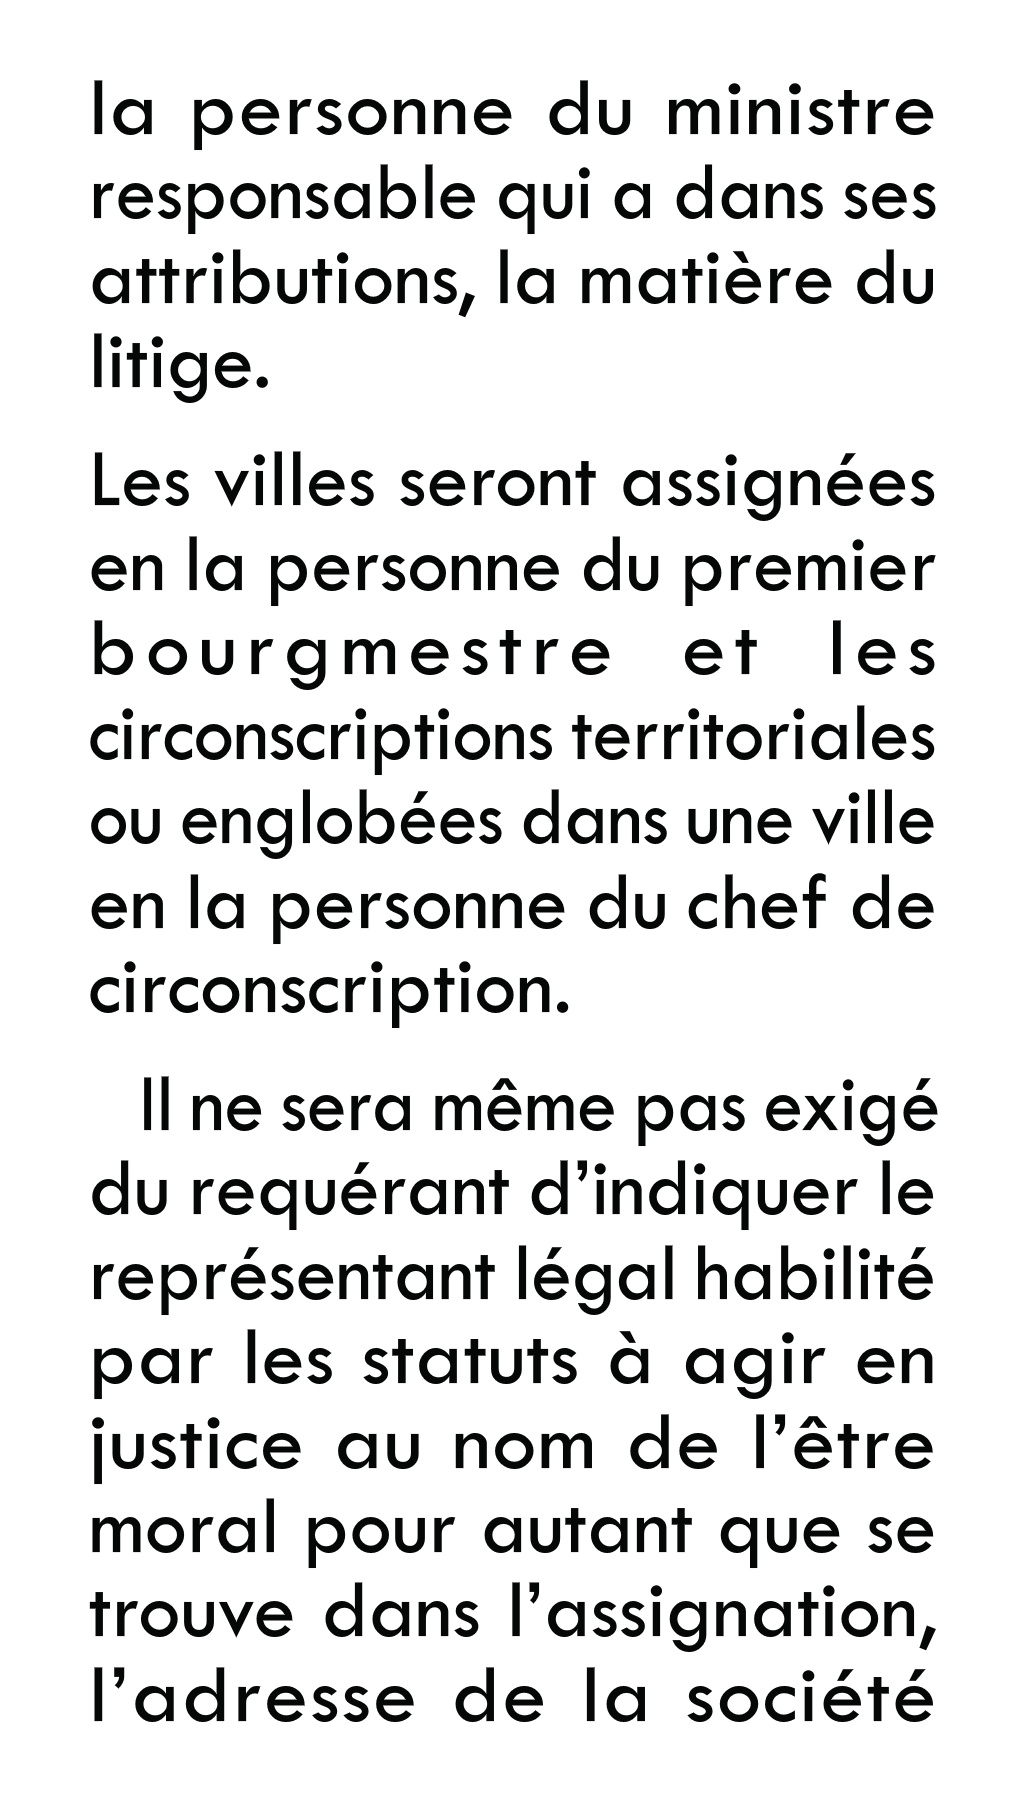 la personne du ministre
responsable qui a dans ses
attributions, la matière du
litige.
Les villes seront assignées
en la personne du premier
bourgmestre et les
circonscriptions territoriales
ou englobées dans une ville
en la personne du chef de
circonscription.
Il ne sera même pas exigé
du requérant d’indiquer le
représentant légal habilité
par les statuts à agir en
justice au nom de l’être
moral pour autant que se
trouve dans l’assignation,
l’adresse de la société